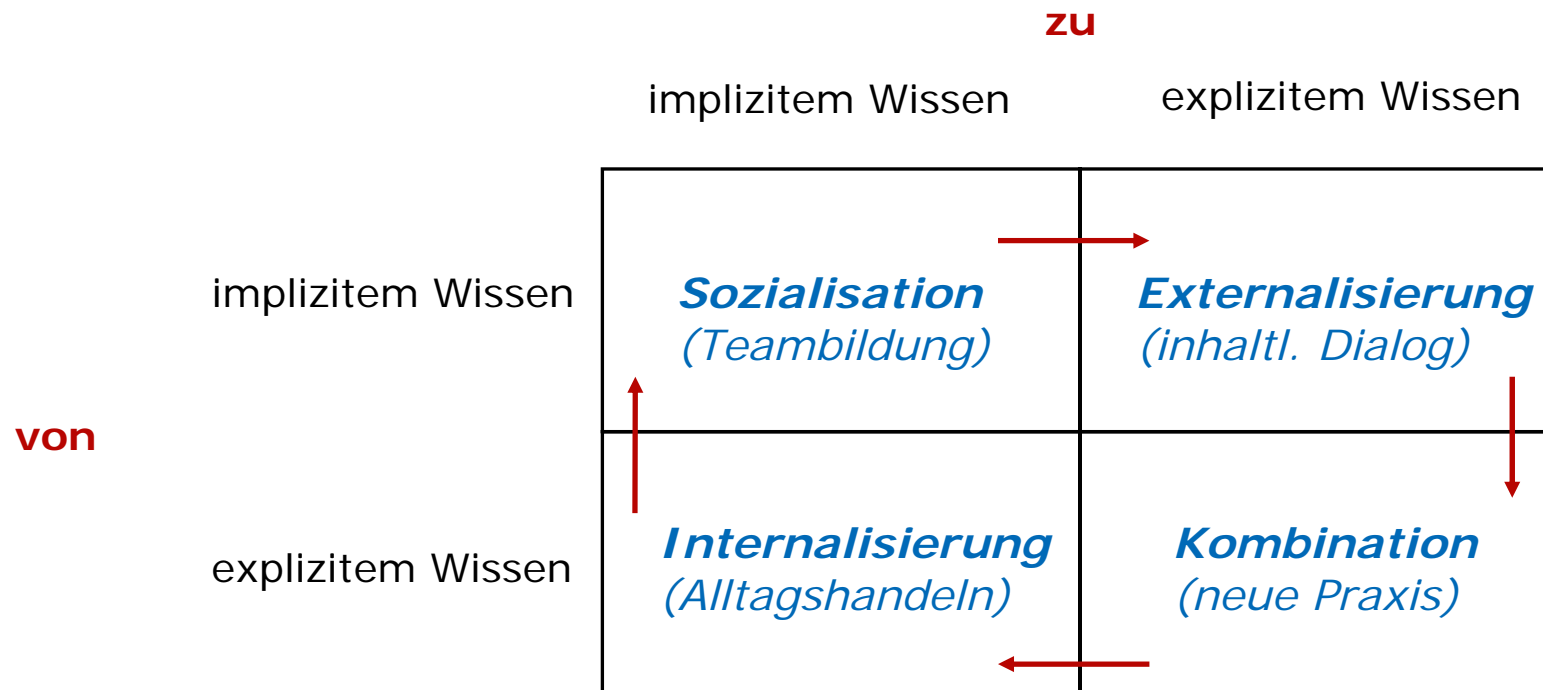 zu
implizitem Wissen explizitem Wissen
implizitem Wissen Sozialisation Externalisierung
(Teambildung) (inhaltl. Dialog)
von
explizitem Wissen Internalisierung Kombination
(Alltagshandeln) (neue Praxis)